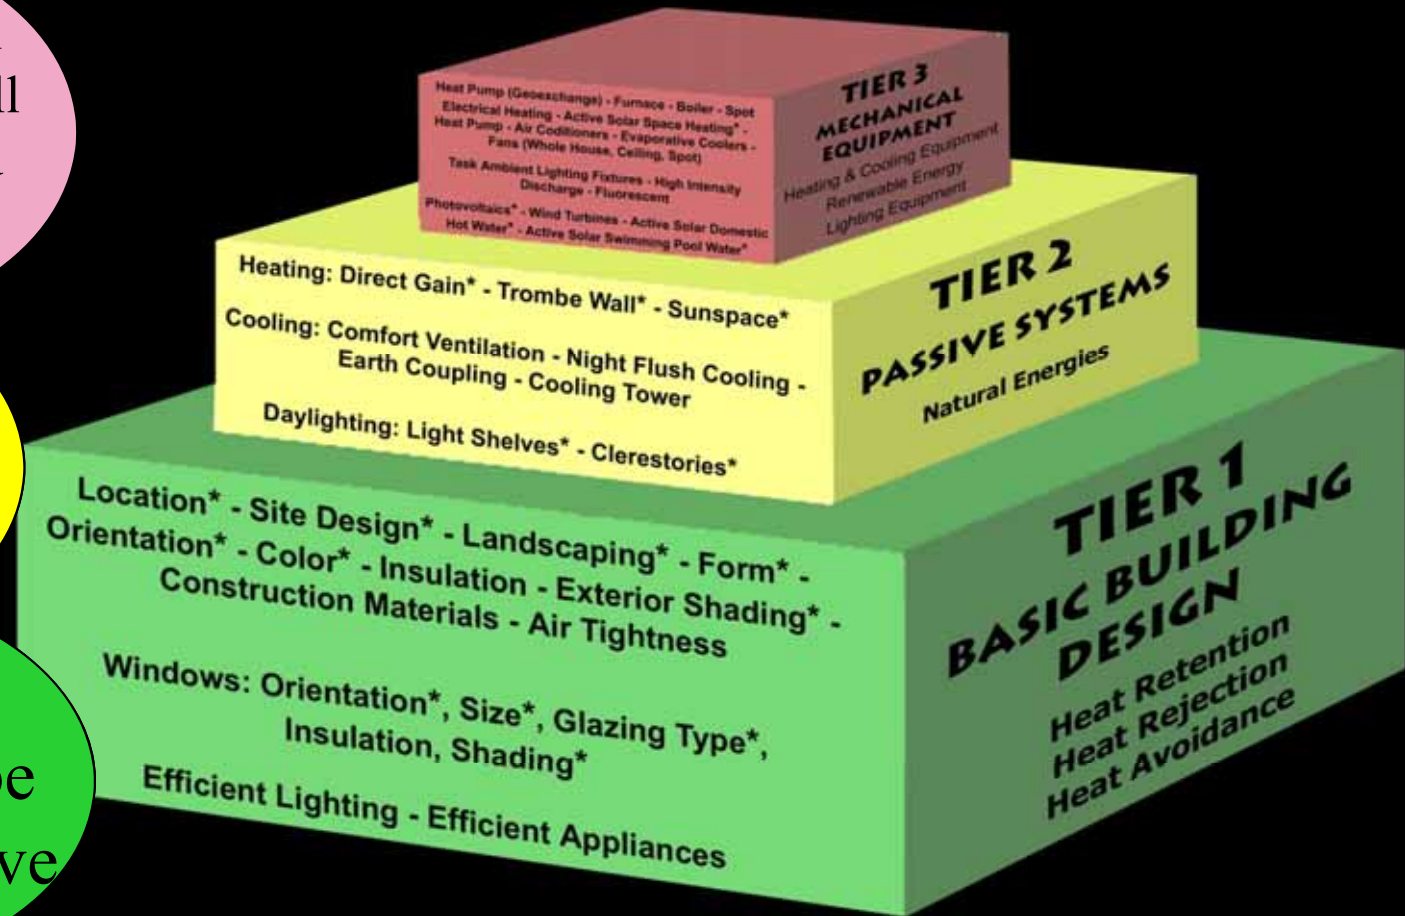 ll
Heat Pump (Geoexchange) - Furnace - Boiler - Spot
Electrical Heating - Active Solar Space Heating* -
Heat Pump - Air Coditioners - Evaporative Coolers -
Fans (Whole House, Ceiling, Spot)
Task Ambient Lighting Fixtures - High Intensity
Discharge - Fluorescent
Photovoltaics* - Wind Turbines - Active Solar Domestic
Hot Water* - Active Solar Swimming Pool Water*
TIER 3
MECHANICAL
EQUIPMENT
Heating & Cooling Equipment
Renewable Energy
Lighting Equipment
Heating: Direct Gain* - Trombe Wall* - Sunspace*
Cooling: Comfort Ventilation - Night Flush Cooling -
Earth Coupling - Cooling Tower
Daylighting: Light Shelves* - Clerestories*
TIER 2
PASSIVE SYSTEMS
Natural Energies
Location* - Site Design* - Landscaping* - Form* -
Orientation* - Color* - Insulation - Exterior Shading* -
Construction Materials - Air Tightness
Windows: Orientation*, Size*, Glazing Type*,
Insulation, Shading*
Efficient Lighting - Efficient Appliances
TIER 1
BASIC BUILDING
DESIGN
Heat Retention
Heat Rejection
Heat Avoidance
ve